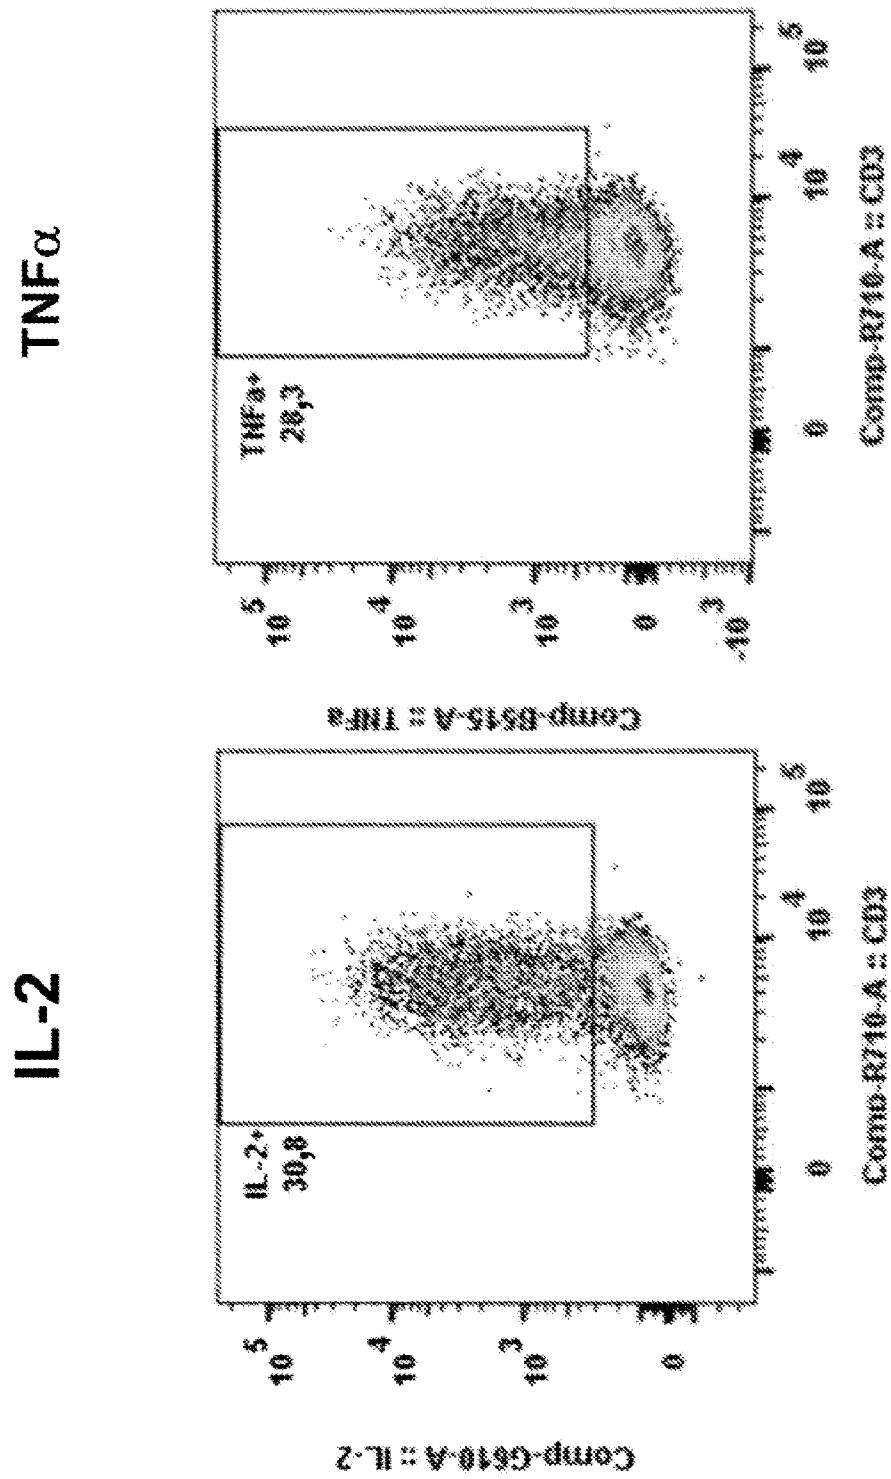 IL-2
TNFα
Comp-G610-A :: IL-2
10 5
10 4
10 3
0
IL-2+
30,8
0
10 4
10 5
Comp-R710-A :: CD3
Comp-B515-A :: TNFa
10 5
10 4
10 3
0
-10 3
TNFa+
28,3
0
10 4
10 5
Comp-R710-A :: CD3